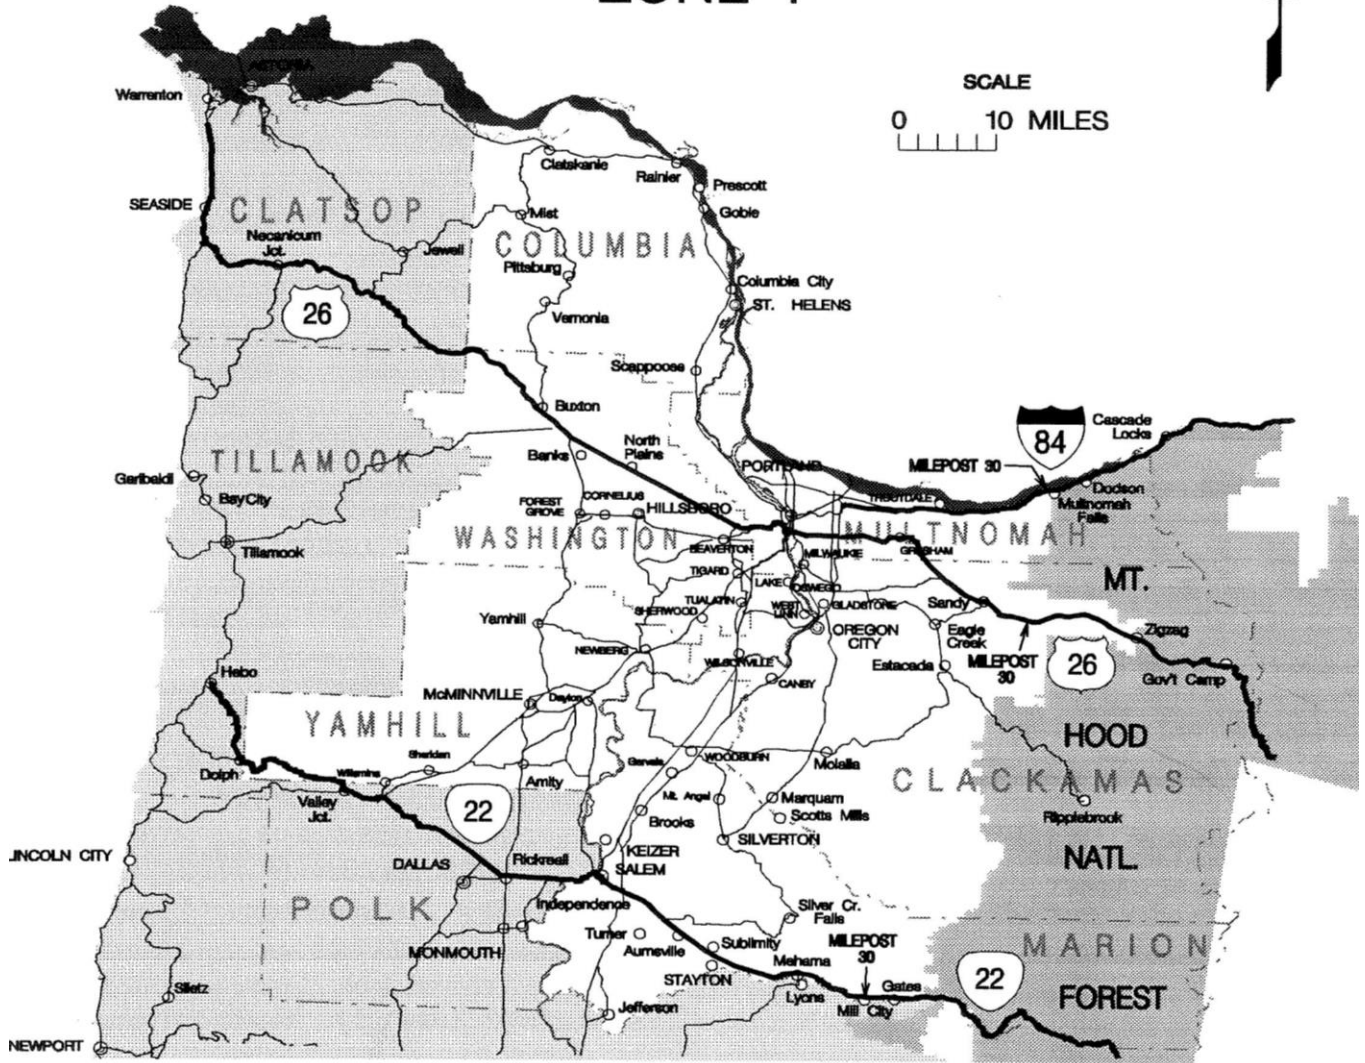 ZONE 1
SCALE
0 10 MILES
ASTORIA
Warrenton
Clatskanie
Rainier
Prescott
SEASIDE
CLATSOP
Mist
Goble
Necanicum
Jct.
Jewell
COLUMBIA
Pittsburg
Columbia City
26
Vernonia
ST. HELENS
Scappoose
Buxton
Cascade
Locks
84
North
Plains
Banks
TILLAMOOK
PORTLAND
MILEPOST 30
Garibaldi
Dodson
Bay City
FOREST
GROVE
CORNELIUS
HILLSBORO
TROUTDALE
Multnomah
Falls
WASHINGTON
MULTNOMAH
Tillamook
BEAVERTON
GRESHAM
MILWAUKIE
TIGARD
LAKE
OSWEGO
MT.
TUALATIN
SHERWOOD
WEST
LINN
GLADSTONE
Sandy
Yamhill
OREGON
CITY
Eagle
Creek
Zigzag
NEWBERG
WILSONVILLE
Estacada
MILEPOST
30
26
Gov't Camp
Hebo
CANBY
McMINNVILLE
Dayton
YAMHILL
HOOD
Sheridan
WOODBURN
Molalla
Dolph
Willamina
Amity
Gervais
CLACKAMAS
Valley
Jct.
22
Mt. Angel
Marquam
Ripplebrook
Brooks
Scotts Mills
KEIZER
SILVERTON
LINCOLN CITY
DALLAS
Rickreall
SALEM
NATL.
POLK
Independence
Silver Cr.
Falls
Turner
Aumsville
Sublimity
MILEPOST
30
MARION
MONMOUTH
STAYTON
Mehama
Lyons
Gates
Mill City
22
FOREST
Siletz
Jefferson
NEWPORT